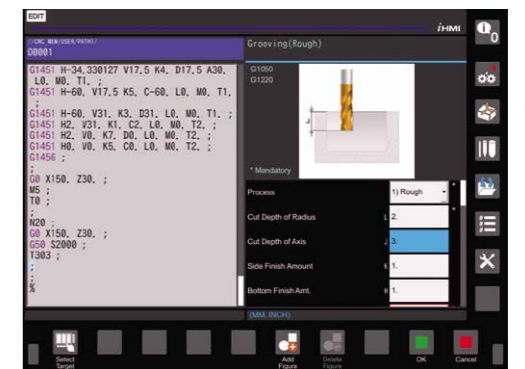 EDIT
iHMI
//CNC_MEM/USER/PATH1/
O0001
G1451 H-34.330127 V17.5 K4. D17.5 A30.
L0. M0. T1. ;
G1451 H-60. V17.5 K5. C-60. L0. M0. T1.
;
G1451 H-60. V31. K3. D31. L0. M0. T1. ;
G1451 H2. V31. K1. C2. L0. M0. T2. ;
G1451 H2. V0. K7. D0. L0. M0. T2. ;
G1451 H0. V0. K5. C0. L0. M0. T2. ;
G1456 ;
;
G0 X150. Z30. ;
M5 ;
T0 ;
;
N20 ;
G0 X150. Z30. ;
G50 S2000 ;
T303 ;
;
;
%
Grooving(Rough)
G1050
G1220
J
* Mandatory
Process 1) Rough *
Cut Depth of Radius L 2. *
Cut Depth of Axis J 3.
Side Finish Amount K 1.
Bottom Finish Amt. H 1.
(MM, INCH)
Select
Target
Add
Figure
Delete
Figure
OK
Cancel
0